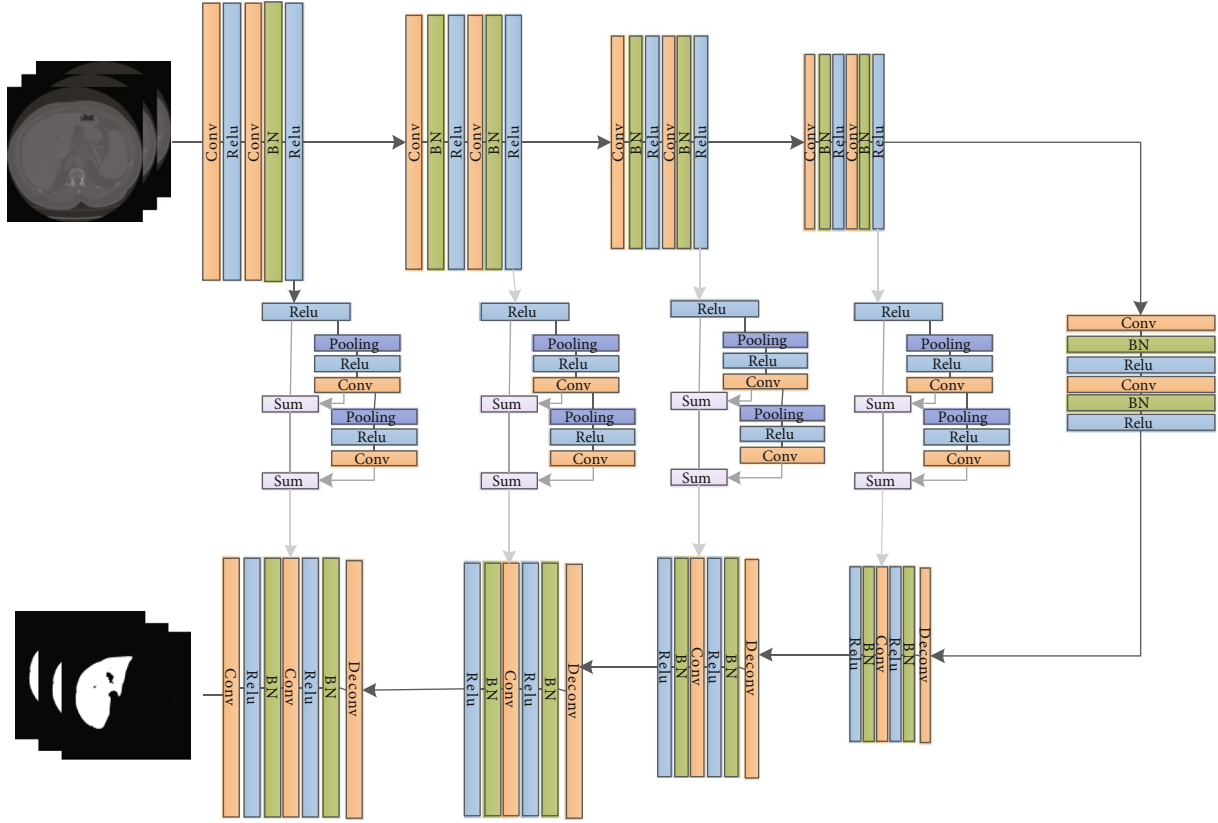 Conv
Relu
Conv
BN
Relu
Conv
BN
Relu
Conv
BN
Relu
Conv
BN
Relu
Conv
BN
Relu
Conv
BN
Relu
Conv
BN
Relu
Relu
Pooling
Relu
Conv
Sum
Pooling
Relu
Conv
Sum
Relu
Pooling
Relu
Conv
Sum
Pooling
Relu
Conv
Sum
Relu
Pooling
Relu
Conv
Sum
Pooling
Relu
Conv
Sum
Relu
Pooling
Relu
Conv
Sum
Pooling
Relu
Conv
Sum
Conv
BN
Relu
Conv
BN
Relu
Conv
Relu
BN
Conv
Relu
BN
Deconv
Relu
BN
Conv
Relu
BN
Deconv
Relu
BN
Conv
Relu
BN
Deconv
Relu
BN
Conv
Relu
BN
Deconv